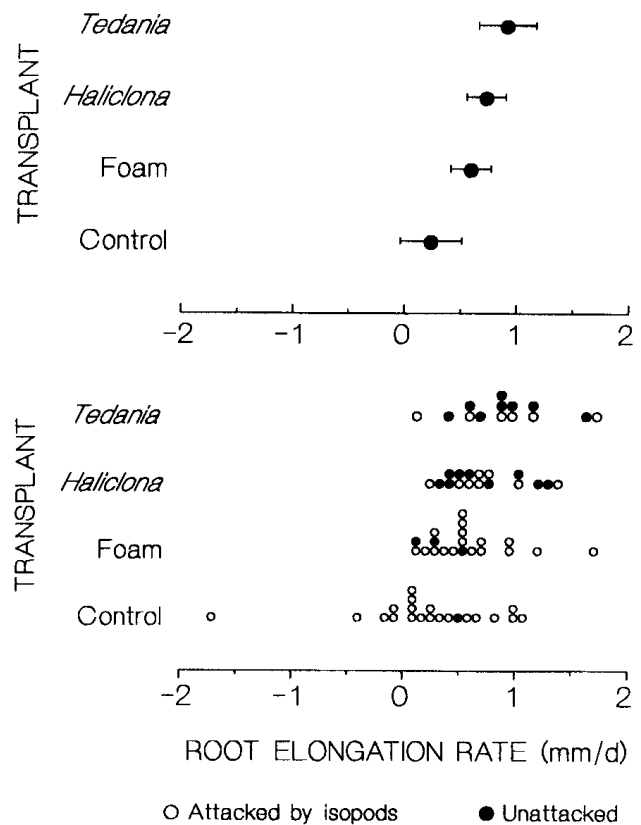 TRANSPLANT
Tedania
Haliclona
Foam
Control
-2 -1 0 1 2
TRANSPLANT
Tedania
Haliclona
Foam
Control
-2 -1 0 1 2
ROOT ELONGATION RATE (mm/d)
Attacked by isopods Unattacked